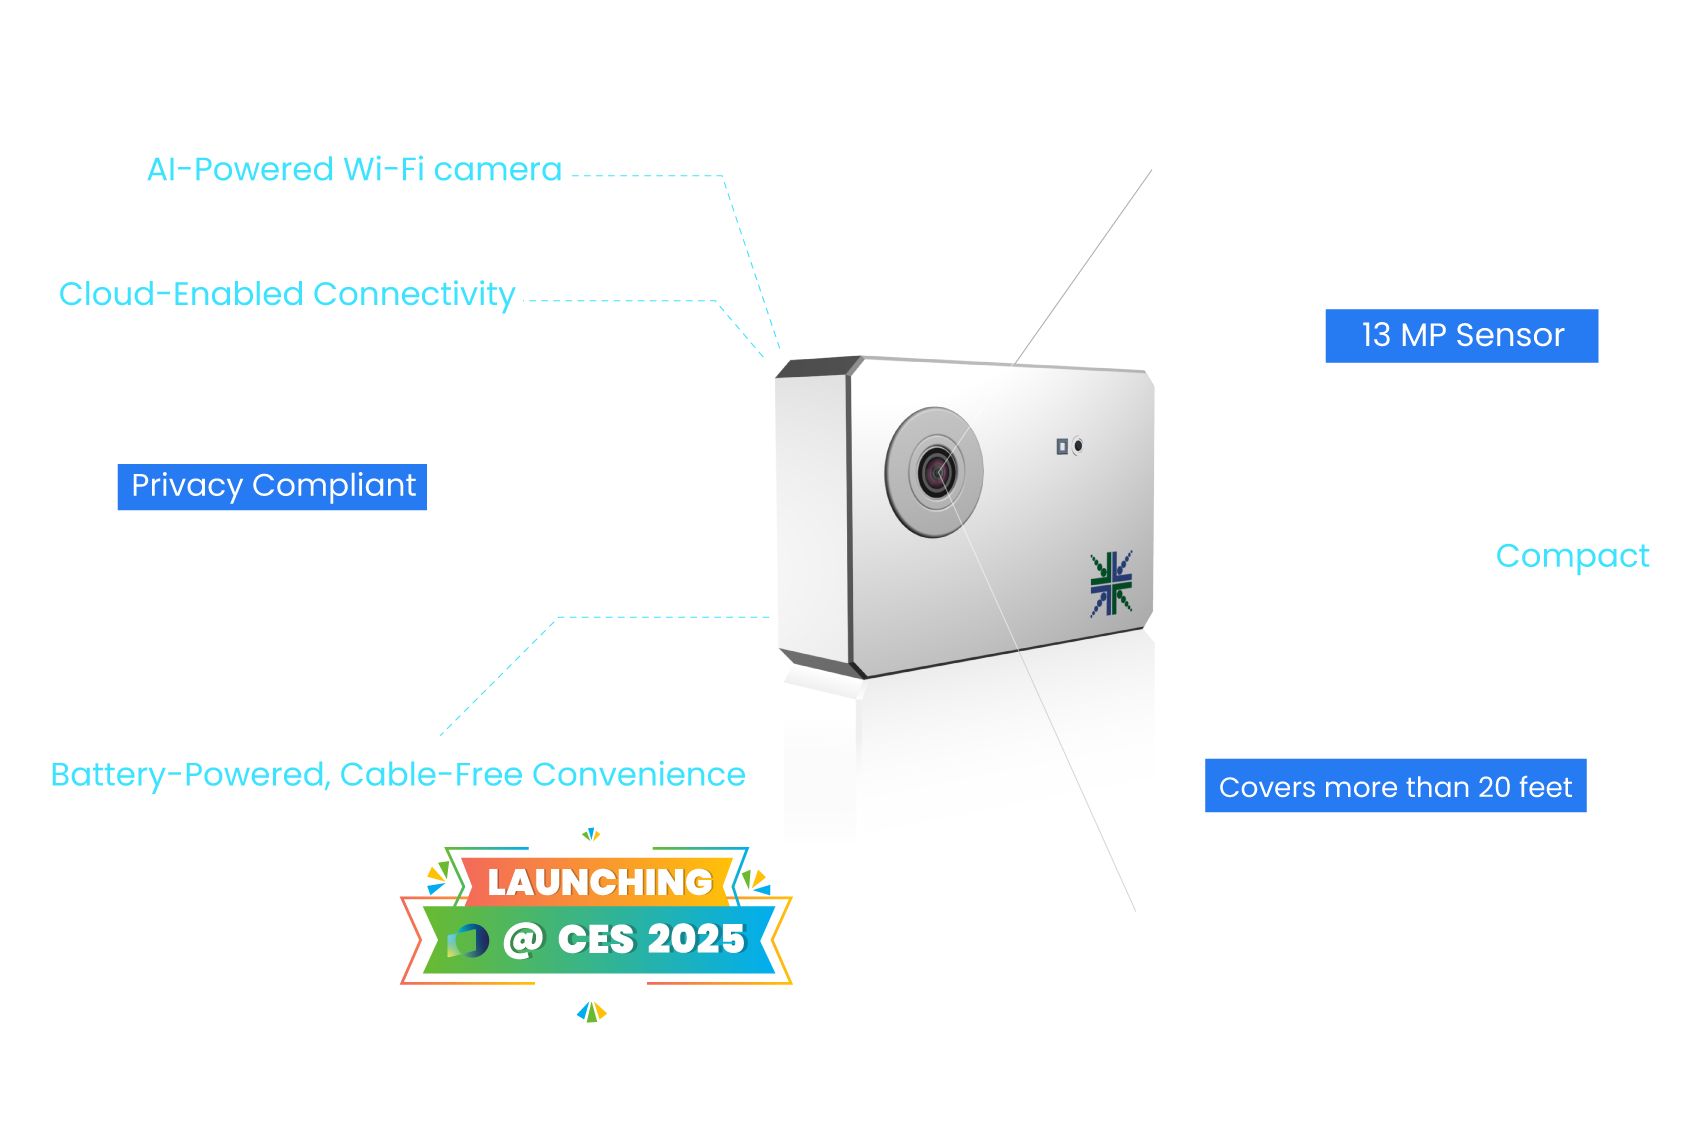 AI-Powered Wi-Fi camera
Cloud-Enabled Connectivity
13 MP Sensor
Privacy Compliant
Compact
Battery-Powered, Cable-Free Convenience
Covers more than 20 feet
LAUNCHING
@ CES 2025